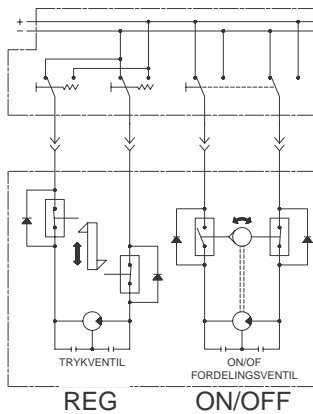 +
-
TRYKVENTIL
ON/OF
FORDELINGSVENTIL
REG
ON/OFF